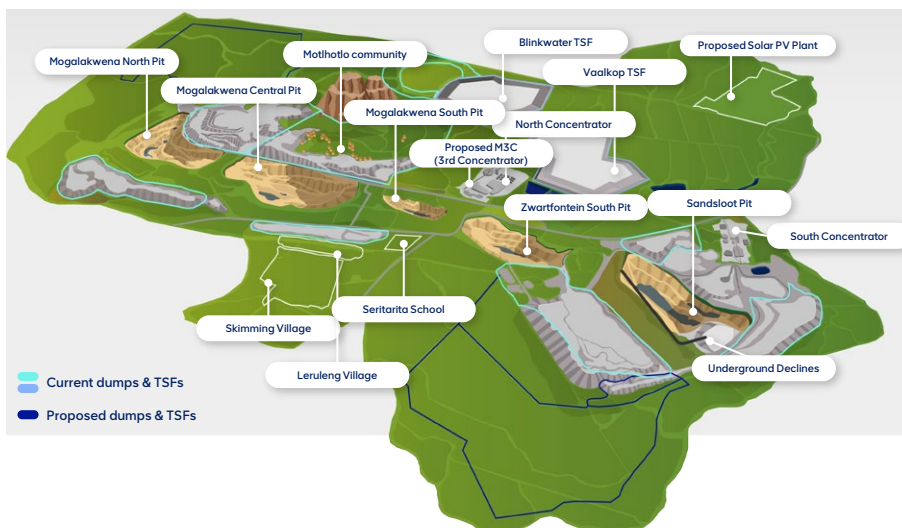 Blinkwater TSF
Proposed Solar PV Plant
Motlhotlo community
Mogalakwena North Pit
Vaalkop TSF
Mogalakwena Central Pit
Mogalakwena South Pit
North Concentrator
Proposed M3C
(3rd Concentrator)
Zwartfontein South Pit
Sandsloot Pit
South Concentrator
Seritarita School
Skimming Village
Leruleng Village
Underground Declines
Current dumps & TSFs
Proposed dumps & TSFs